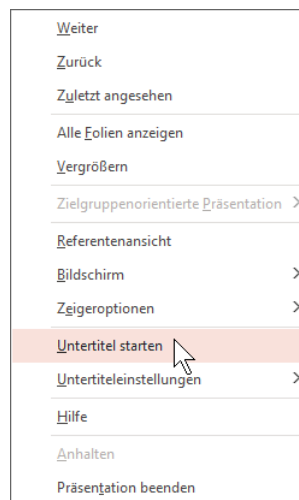 Weiter
Zurück
Zuletzt angesehen
Alle Folien anzeigen
Vergrößern
Zielgruppenorientierte Präsentation
Referentenansicht
Bildschirm
Zeigeroptionen
Untertitel starten
Untertiteleinstellungen
Hilfe
Anhalten
Präsentation beenden